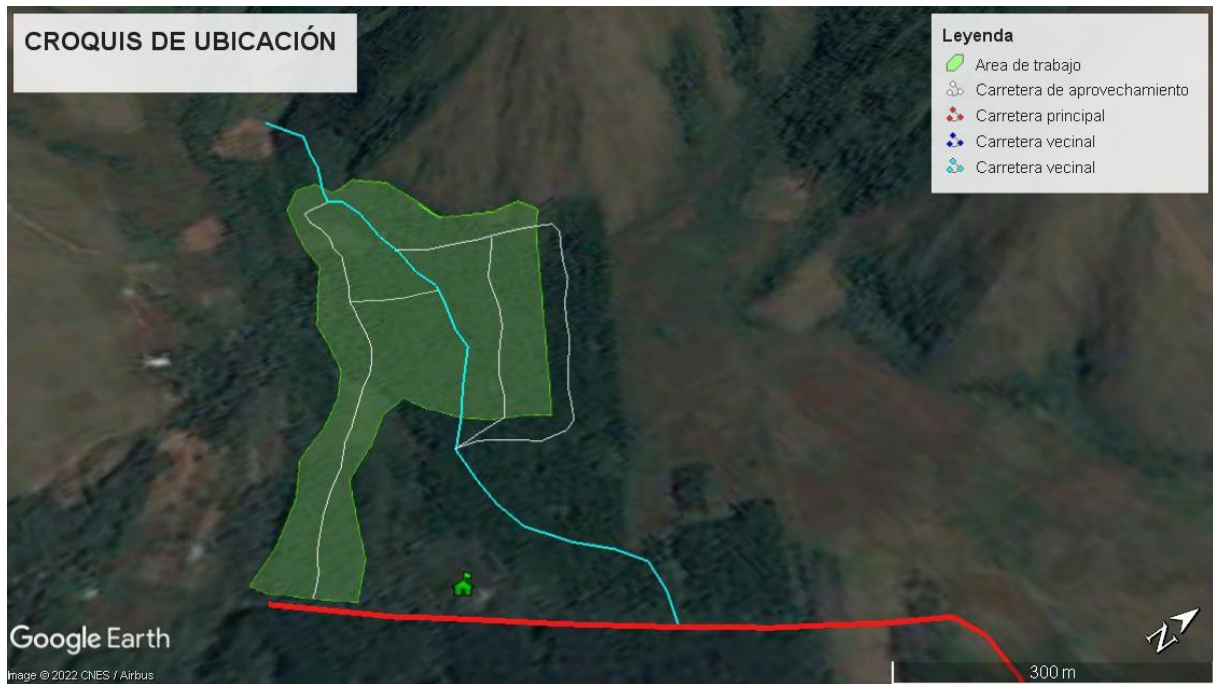 CROQUIS DE UBICACIÓN
Leyenda
Area de trabajo
Carretera de aprovechamiento
Carretera principal
Carretera vecinal
Carretera vecinal
Google Earth
Image © 2022 CNES / Airbus
N
300 m